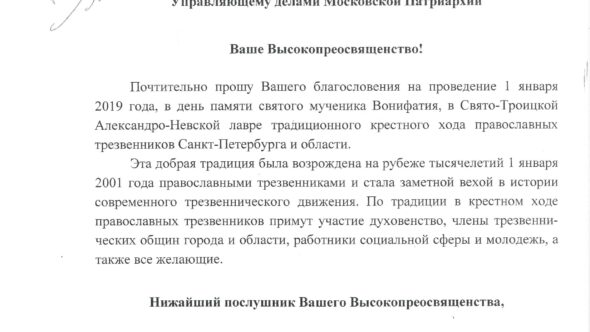 Управляющему делами Московской Патриархии
Ваше Высокопреосвященство!
Почтительно прошу Вашего благословения на проведение 1 января
2019 года, в день памяти святого мученика Вонифатия, в Свято-Троицкой
Александро-Невской лавре традиционного крестного хода православных
трезвенников Санкт-Петербурга и области.
Эта добрая традиция была возрождена на рубеже тысячелетий 1 января
2001 года православными трезвенниками и стала заметной вехой в истории
современного трезвеннического движения. По традиции в крестном ходе
православных трезвенников примут участие духовенство, члены трезвенни-
ческих общин города и области, работники социальной сферы и молодежь, а
также все желающие.
Нижайший послушник Вашего Высокопреосвященства,